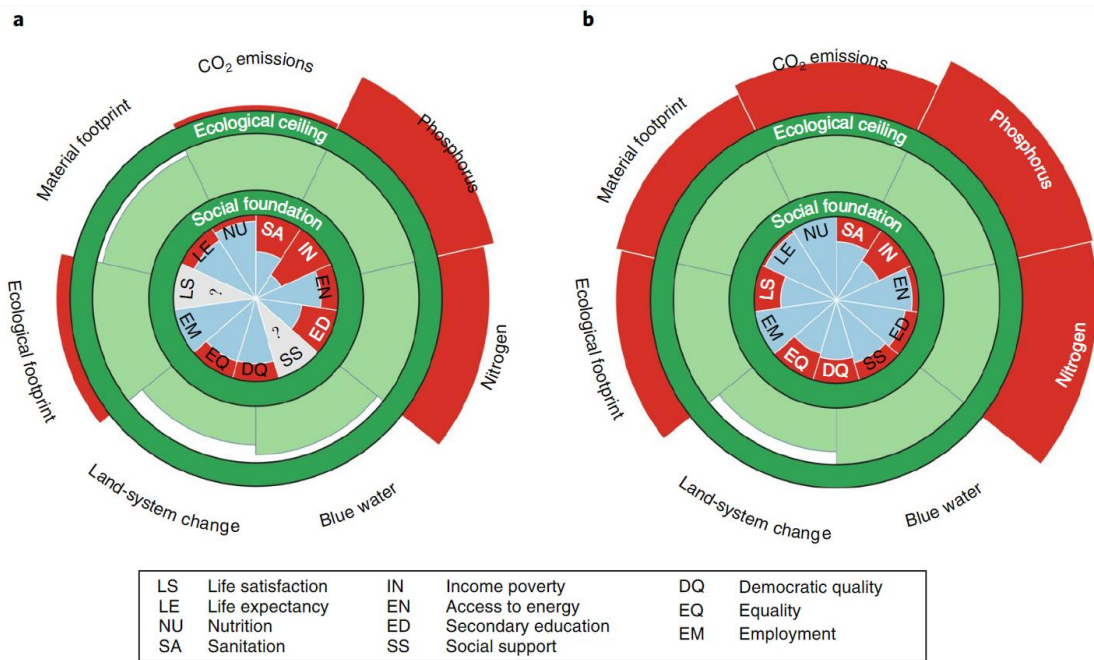 a
CO₂ emissions
Phosphorus
Material footprint
Ecological ceiling
Social foundation
SA
IN
EN
ED
SS
?
DQ
EQ
EM
LS
?
LE
NU
Nitrogen
Ecological footprint
Land-system change
Blue water
b
CO₂ emissions
Phosphorus
Material footprint
Ecological ceiling
Social foundation
SA
IN
EN
ED
SS
DQ
EQ
EM
LS
LE
NU
Nitrogen
Ecological footprint
Land-system change
Blue water
LS Life satisfaction
LE Life expectancy
NU Nutrition
SA Sanitation
IN Income poverty
EN Access to energy
ED Secondary education
SS Social support
DQ Democratic quality
EQ Equality
EM Employment